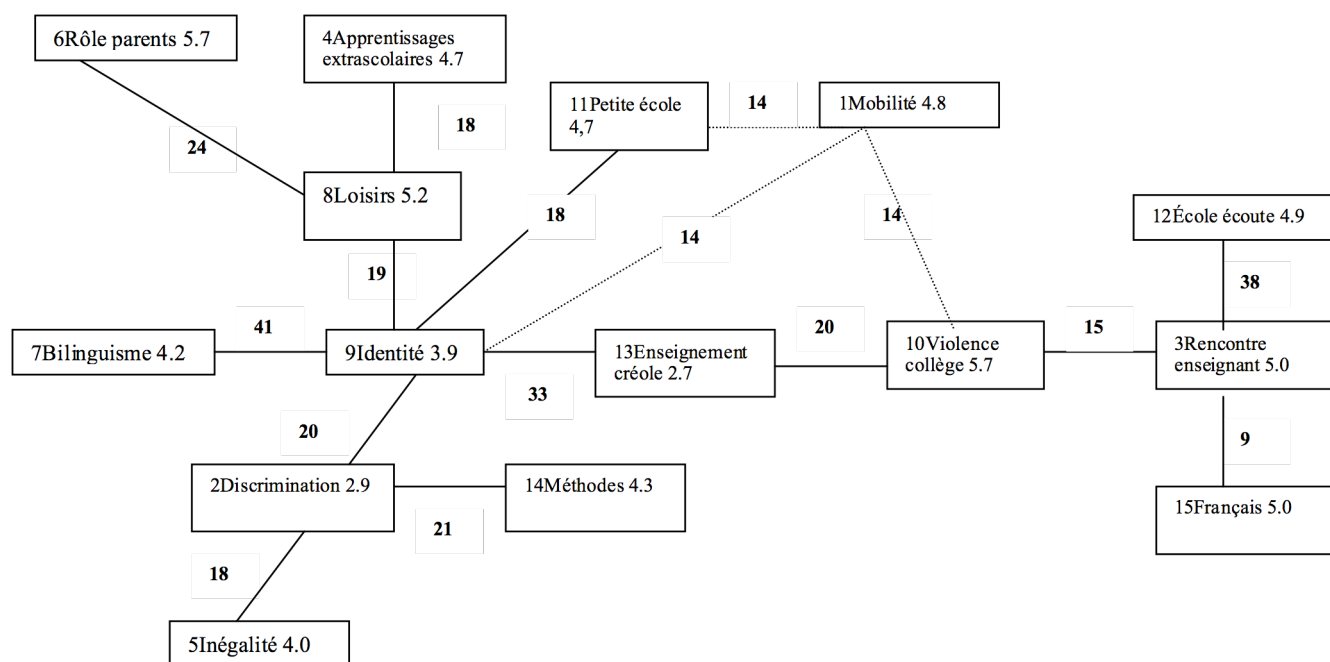 6Rôle parents 5.7
4Apprentissages
extrascolaires 4.7
11Petite école
4,7
14
1Mobilité 4.8
18
24
8Loisirs 5.2
18
14
14
12École écoute 4.9
19
38
7Bilinguisme 4.2
41
9Identité 3.9
13Enseignement
créole 2.7
20
10Violence
collège 5.7
15
3Rencontre
enseignant 5.0
33
20
9
2Discrimination 2.9
14Méthodes 4.3
15Français 5.0
21
18
5Inégalité 4.0